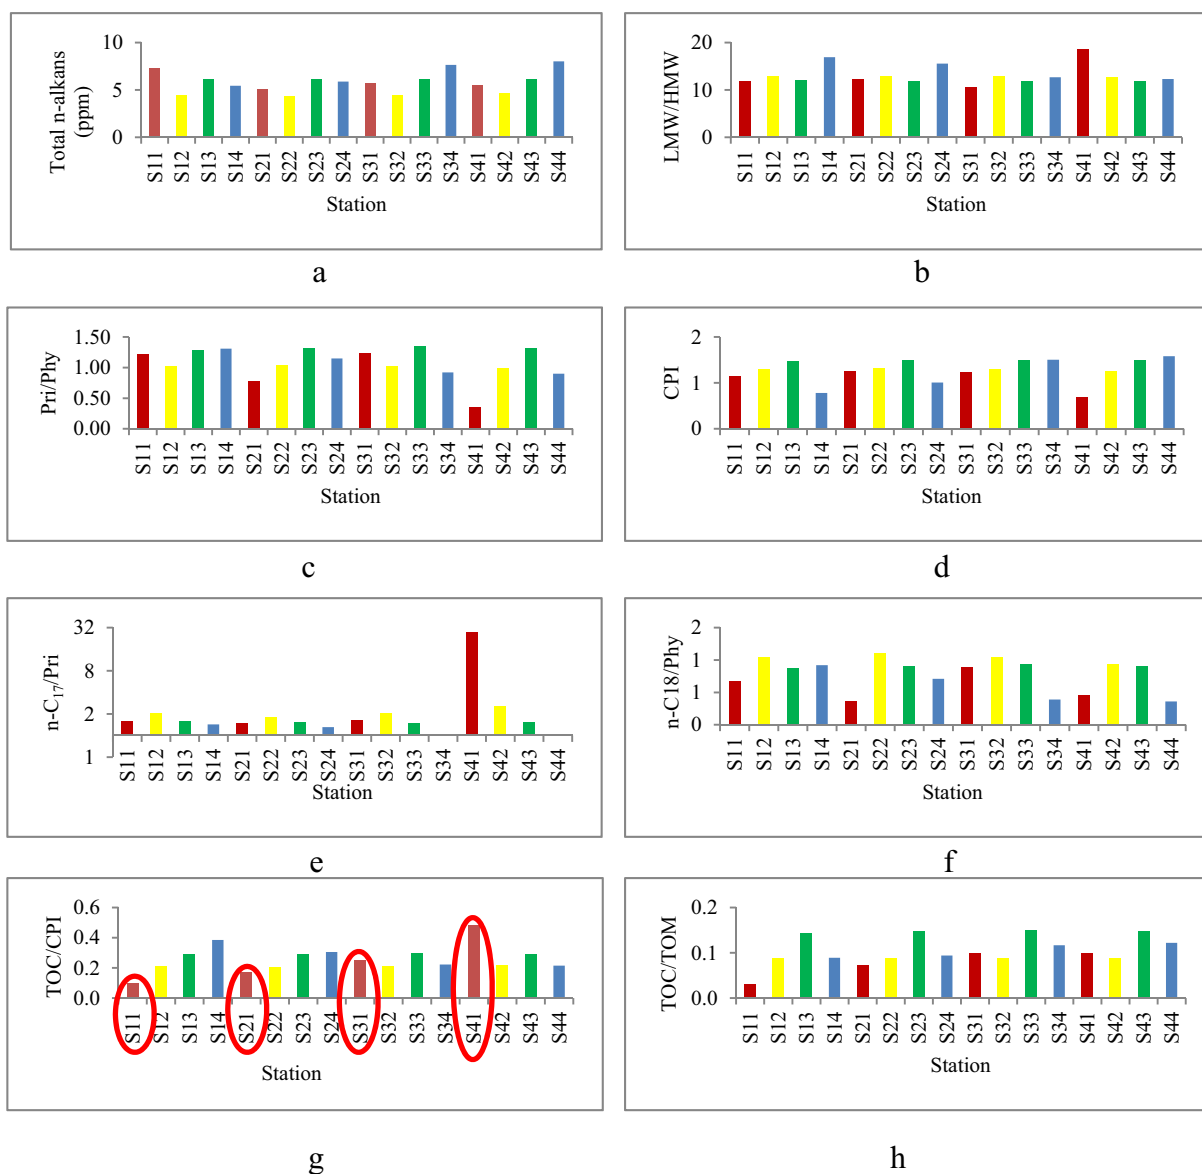 10
5
0
Total n-alkans
(ppm)
S11 S12 S13 S14 S21 S22 S23 S24 S31 S32 S33 S34 S41 S42 S43 S44
Station
a
20
10
0
LMW/HMW
S11 S12 S13 S14 S21 S22 S23 S24 S31 S32 S33 S34 S41 S42 S43 S44
Station
b
1.50
1.00
0.50
0.00
Pri/Phy
S11 S12 S13 S14 S21 S22 S23 S24 S31 S32 S33 S34 S41 S42 S43 S44
Station
c
2
1
0
CPI
S11 S12 S13 S14 S21 S22 S23 S24 S31 S32 S33 S34 S41 S42 S43 S44
Station
d
32
8
2
1
n-C17/Pri
S11 S12 S13 S14 S21 S22 S23 S24 S31 S32 S33 S34 S41 S42 S43 S44
Station
e
2
1
1
0
n-C18/Phy
S11 S12 S13 S14 S21 S22 S23 S24 S31 S32 S33 S34 S41 S42 S43 S44
Station
f
0.6
0.4
0.2
0.0
TOC/CPI
S11 S12 S13 S14 S21 S22 S23 S24 S31 S32 S33 S34 S41 S42 S43 S44
Station
g
0.2
0.1
0.0
TOC/TOM
S11 S12 S13 S14 S21 S22 S23 S24 S31 S32 S33 S34 S41 S42 S43 S44
Station
h